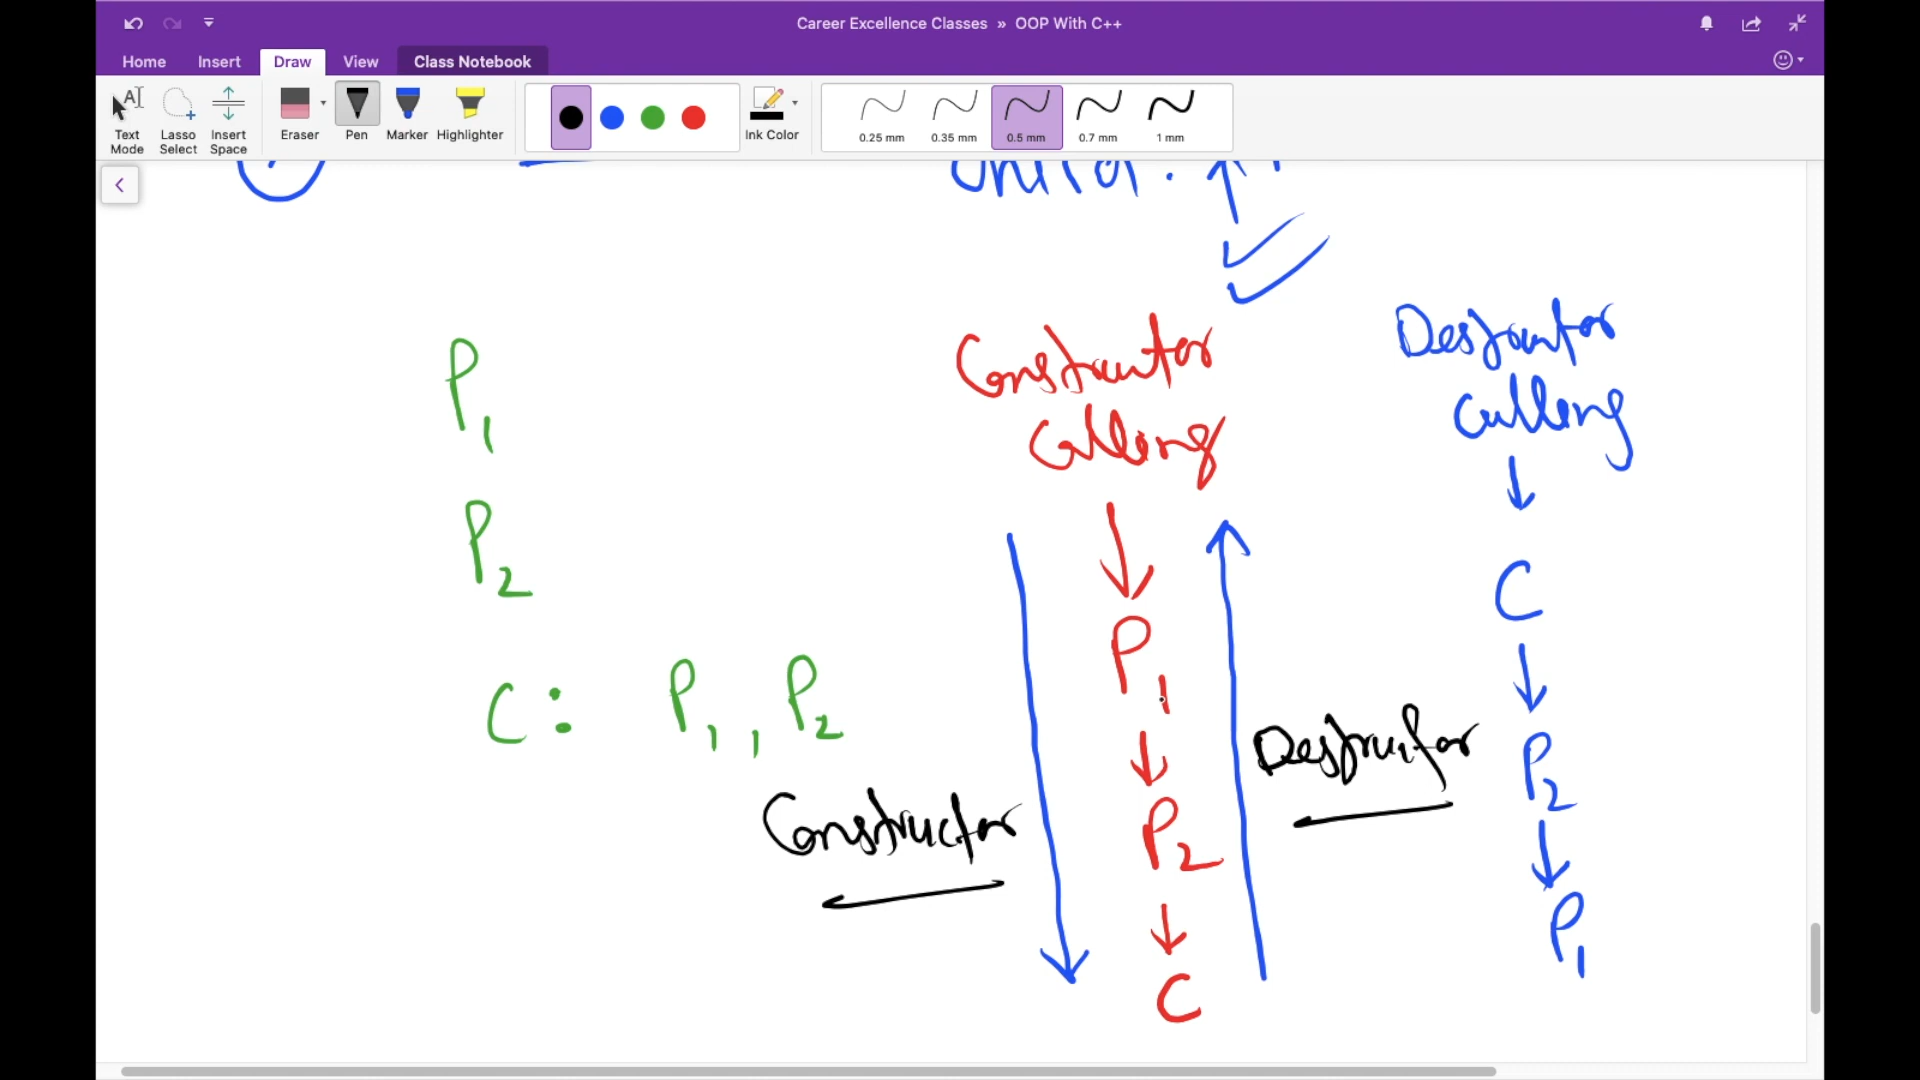 Career Excellence Classes » OOP With C++
Home Insert Draw View Class Notebook
Text Mode
Lasso Select
Insert Space
Eraser
Pen
Marker
Highlighter
Ink Color
0.25 mm
0.35 mm
0.5 mm
0.7 mm
1 mm
P1
P2
C: P1, P2
Constructor
Constructor
Calling
P1
P2
C
Destructor
Destructor
Calling
C
P2
P1